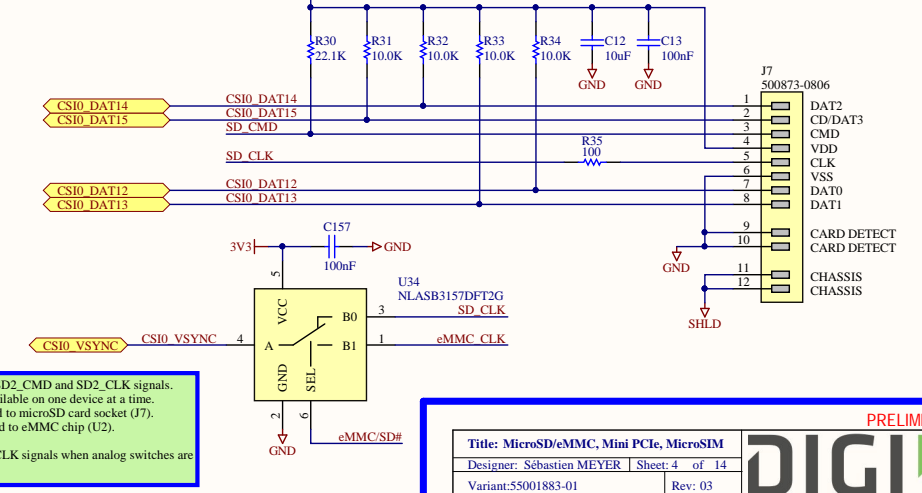 R30 R31 R32 R33 R34 C12 C13
22.1K 10.0K 10.0K 10.0K 10.0K 10uF 100nF
GND GND
J7
500873-0806
CSI0_DAT14 CSI0_DAT14 1 DAT2
CSI0_DAT15 CSI0_DAT15 2 CD/DAT3
SD_CMD 3 CMD
4 VDD
R35
100
SD_CLK 5 CLK
6 VSS
CSI0_DAT12 CSI0_DAT12 7 DAT0
CSI0_DAT13 CSI0_DAT13 8 DAT1
9 CARD DETECT
10 CARD DETECT
GND
11 CHASSIS
12 CHASSIS
SHLD
C157
3V3 GND
100nF
5
U34
NLASB3157DFT2G
VCC
B0 3 SD_CLK
CSI0_VSYNC CSI0_VSYNC 4 A B1 1 eMMC_CLK
GND SEL
2 6
GND
eMMC/SD#
SD2_CMD and SD2_CLK signals.
ilable on one device at a time.
d to microSD card socket (J7).
d to eMMC chip (U2).
CLK signals when analog switches are
PRELIM
Title: MicroSD/eMMC, Mini PCIe, MicroSIM
Designer: Sébastien MEYER Sheet: 4 of 14
Variant:55001883-01 Rev: 03
DIGI